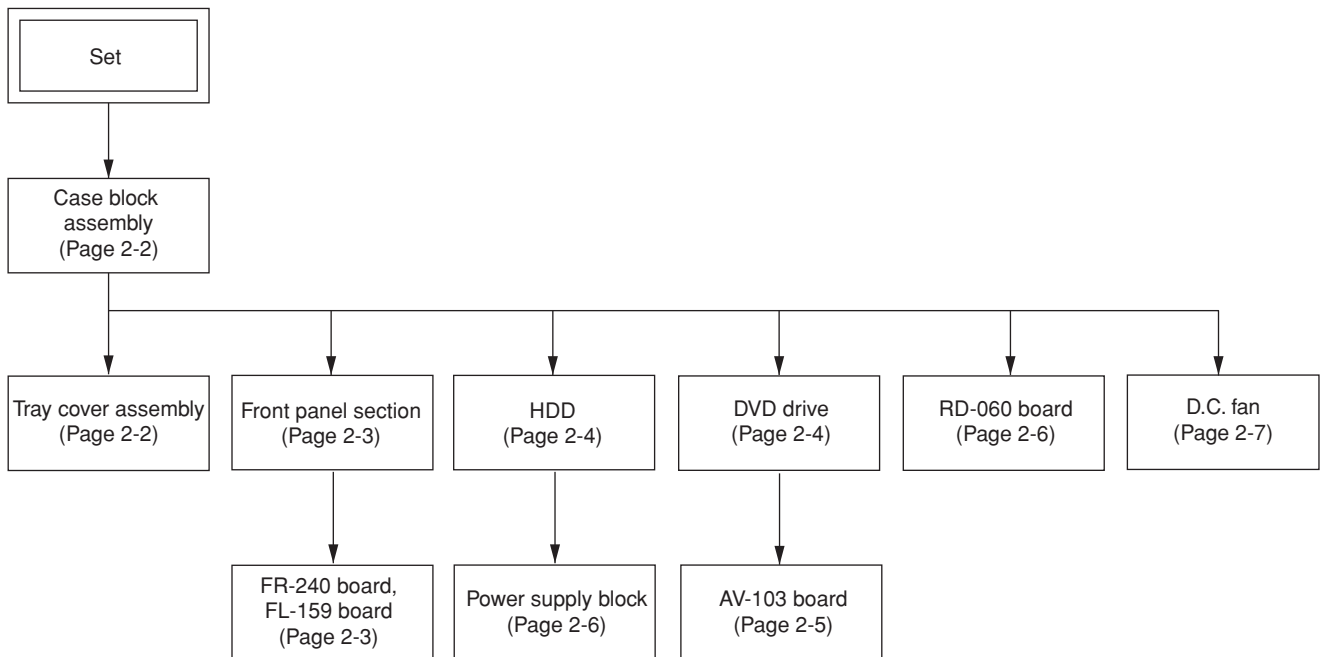 Set
Case block
assembly
(Page 2-2)
Tray cover assembly
(Page 2-2)
Front panel section
(Page 2-3)
HDD
(Page 2-4)
DVD drive
(Page 2-4)
RD-060 board
(Page 2-6)
D.C. fan
(Page 2-7)
FR-240 board,
FL-159 board
(Page 2-3)
Power supply block
(Page 2-6)
AV-103 board
(Page 2-5)